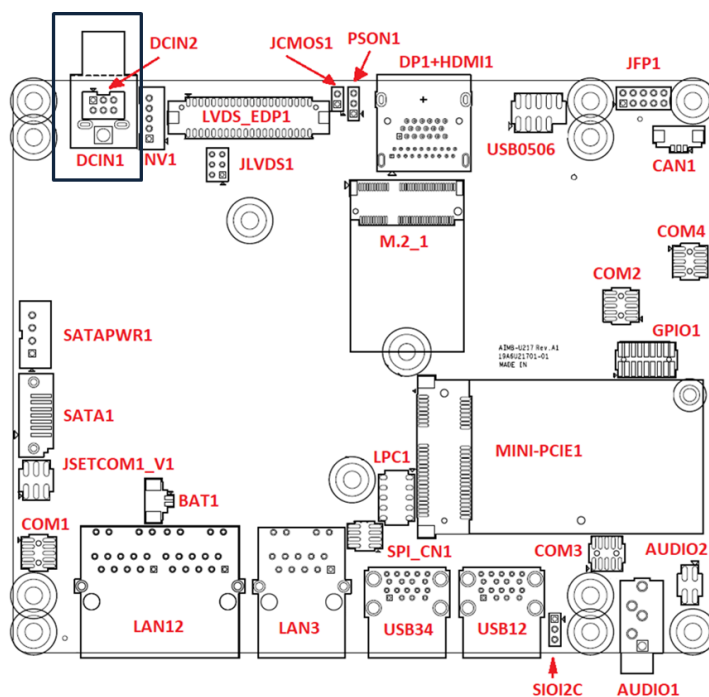 DCIN2
JCMOS1
PSON1
DP1+HDMI1
JFP1
LVDS_EDP1
USB0506
DCIN1
NV1
JLVDS1
CAN1
M.2_1
COM4
COM2
SATAPWR1
GPIO1
AIMB-U217 Rev.A1
19A6U21701-01
MADE IN
SATA1
JSETCOM1_V1
LPC1
MINI-PCIE1
BAT1
COM1
SPI_CN1
COM3
AUDIO2
LAN12
LAN3
USB34
USB12
SIOI2C
AUDIO1